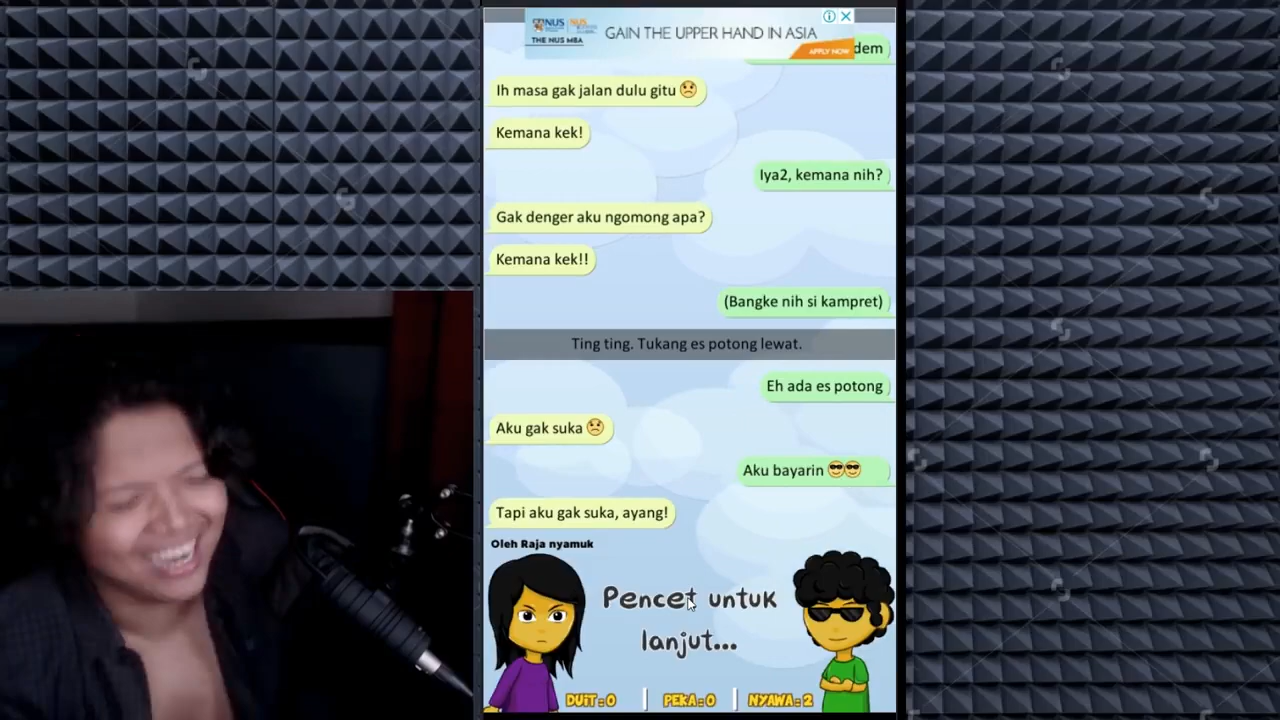 NUS
NUS
THE NUS MBA
GAIN THE UPPER HAND IN ASIA
APPLY NOW
dem
Ih masa gak jalan dulu gitu
Kemana kek!
Iya2, kemana nih?
Gak denger aku ngomong apa?
Kemana kek!!
(Bangke nih si kampret)
Ting ting. Tukang es potong lewat.
Eh ada es potong
Aku gak suka
Aku bayarin
Tapi aku gak suka, ayang!
Oleh Raja nyamuk
Pencet untuk
lanjut...
DUIT:0 | PEKA:0 | NYAWA:2